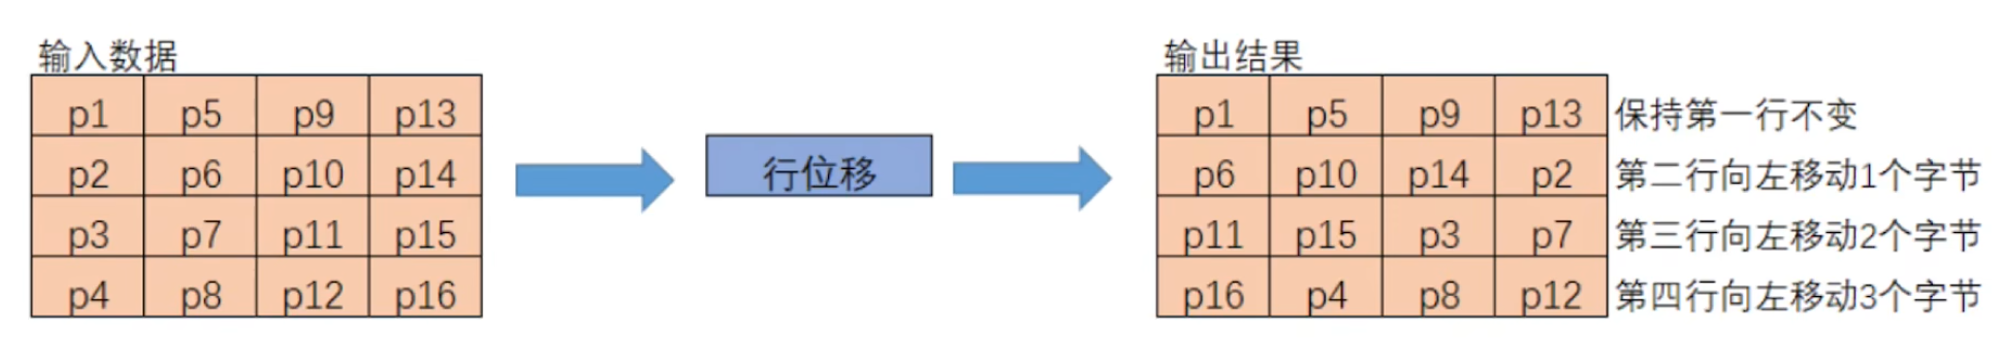 输入数据
p1 p5 p9 p13
p2 p6 p10 p14
p3 p7 p11 p15
p4 p8 p12 p16
行位移
输出结果
p1 p5 p9 p13 保持第一行不变
p6 p10 p14 p2 第二行向左移动1个字节
p11 p15 p3 p7 第三行向左移动2个字节
p16 p4 p8 p12 第四行向左移动3个字节